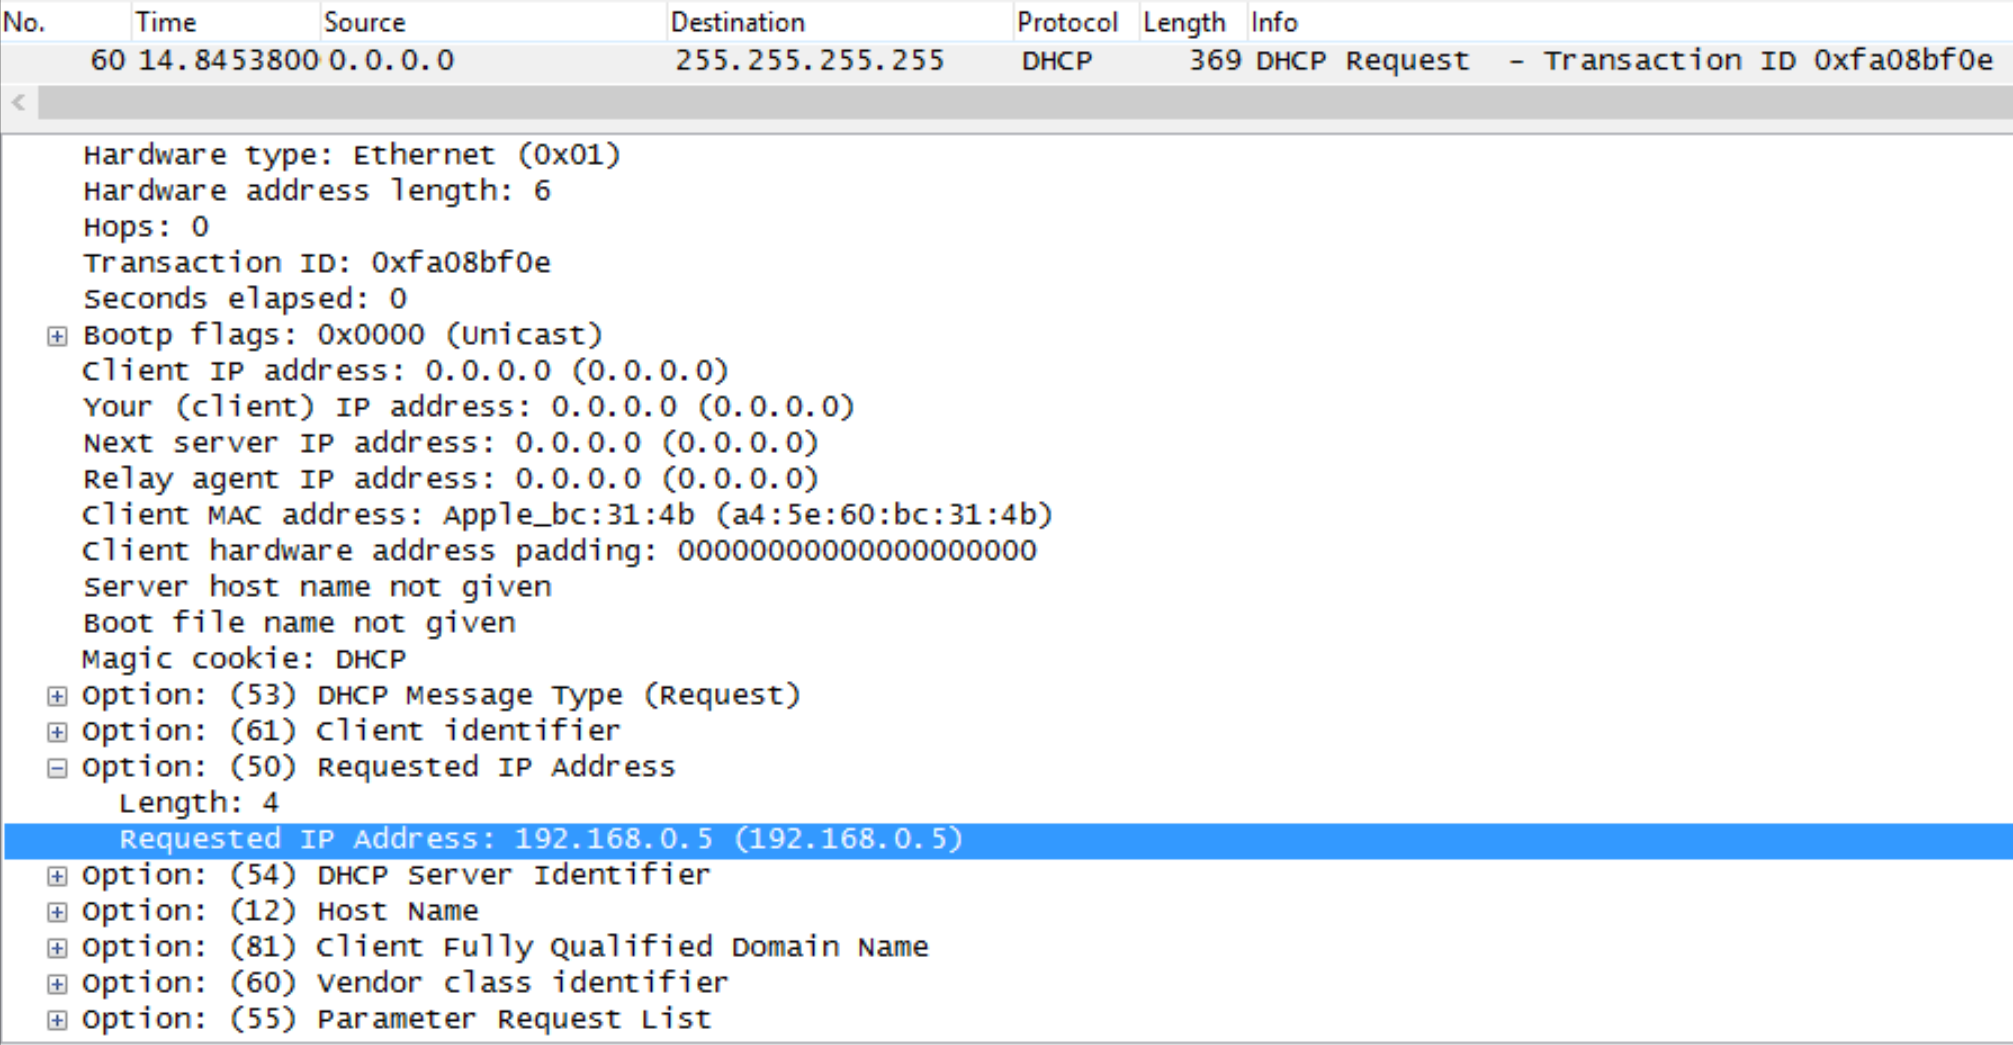 No. Time Source Destination Protocol Length Info
60 14.8453800 0.0.0.0 255.255.255.255 DHCP 369 DHCP Request – Transaction ID 0xfa08bf0e
Hardware type: Ethernet (0x01)
Hardware address length: 6
Hops: 0
Transaction ID: 0xfa08bf0e
Seconds elapsed: 0
Bootp flags: 0x0000 (Unicast)
Client IP address: 0.0.0.0 (0.0.0.0)
Your (client) IP address: 0.0.0.0 (0.0.0.0)
Next server IP address: 0.0.0.0 (0.0.0.0)
Relay agent IP address: 0.0.0.0 (0.0.0.0)
Client MAC address: Apple_bc:31:4b (a4:5e:60:bc:31:4b)
Client hardware address padding: 00000000000000000000
Server host name not given
Boot file name not given
Magic cookie: DHCP
Option: (53) DHCP Message Type (Request)
Option: (61) Client identifier
Option: (50) Requested IP Address
Length: 4
Requested IP Address: 192.168.0.5 (192.168.0.5)
Option: (54) DHCP Server Identifier
Option: (12) Host Name
Option: (81) Client Fully Qualified Domain Name
Option: (60) Vendor class identifier
Option: (55) Parameter Request List